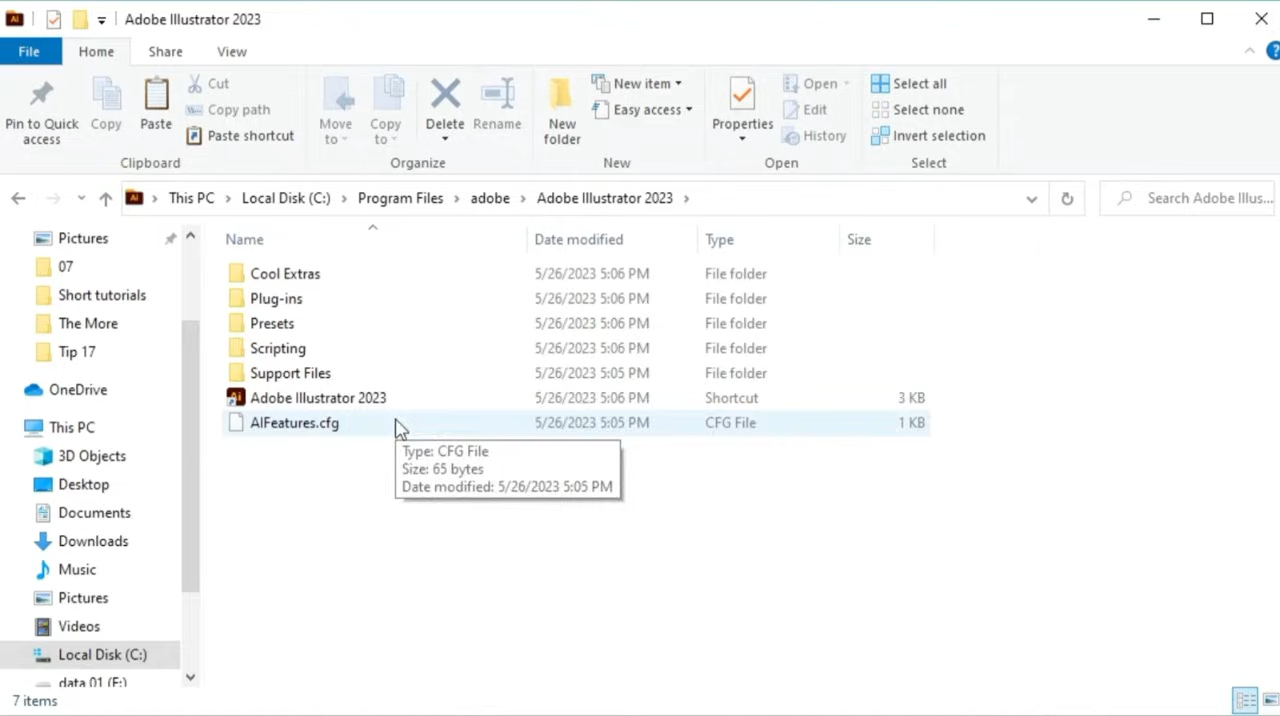 Adobe Illustrator 2023
File Home Share View
Pin to Quick access
Copy
Paste
Cut
Copy path
Paste shortcut
Clipboard
Move to
Copy to
Delete
Rename
Organize
New folder
New item
Easy access
New
Properties
Open
Edit
History
Open
Select all
Select none
Invert selection
Select
This PC > Local Disk (C:) > Program Files > adobe > Adobe Illustrator 2023 >
Search Adobe Illus...
Name Date modified Type Size
Cool Extras 5/26/2023 5:06 PM File folder
Plug-ins 5/26/2023 5:06 PM File folder
Presets 5/26/2023 5:06 PM File folder
Scripting 5/26/2023 5:06 PM File folder
Support Files 5/26/2023 5:05 PM File folder
Adobe Illustrator 2023 5/26/2023 5:06 PM Shortcut 3 KB
AIFeatures.cfg 5/26/2023 5:05 PM CFG File 1 KB
Type: CFG File
Size: 65 bytes
Date modified: 5/26/2023 5:05 PM
Pictures
07
Short tutorials
The More
Tip 17
OneDrive
This PC
3D Objects
Desktop
Documents
Downloads
Music
Pictures
Videos
Local Disk (C:)
data 01 (F:)
7 items